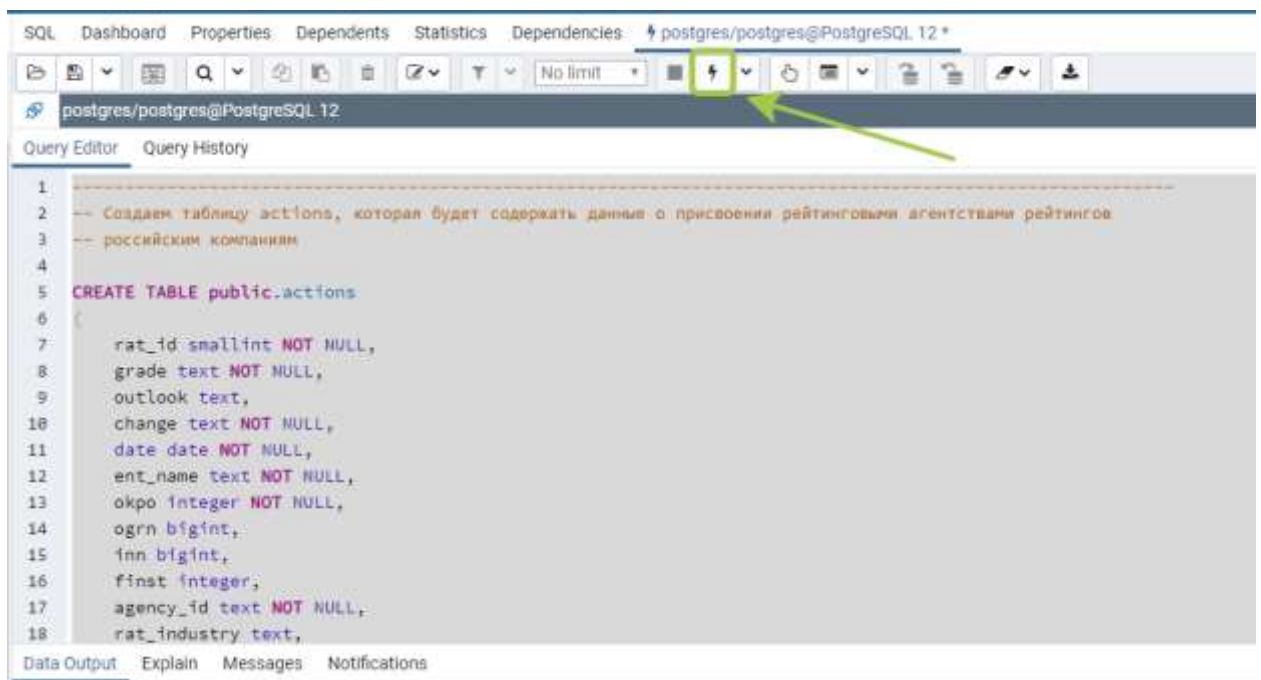 SQL Dashboard Properties Dependents Statistics Dependencies postgres/postgres@PostgreSQL 12 *
No limit
postgres/postgres@PostgreSQL 12
Query Editor Query History
1 --------------------------------------------------------------------------------
2 -- Создаем таблицу actions, которая будет содержать данные о присвоении рейтинговыми агентствами рейтингов
3 -- российским компаниям
4
5 CREATE TABLE public.actions
6 (
7 rat_id smallint NOT NULL,
8 grade text NOT NULL,
9 outlook text,
10 change text NOT NULL,
11 date date NOT NULL,
12 ent_name text NOT NULL,
13 okpo integer NOT NULL,
14 ogrn bigint,
15 inn bigint,
16 finst integer,
17 agency_id text NOT NULL,
18 rat_industry text,
Data Output Explain Messages Notifications